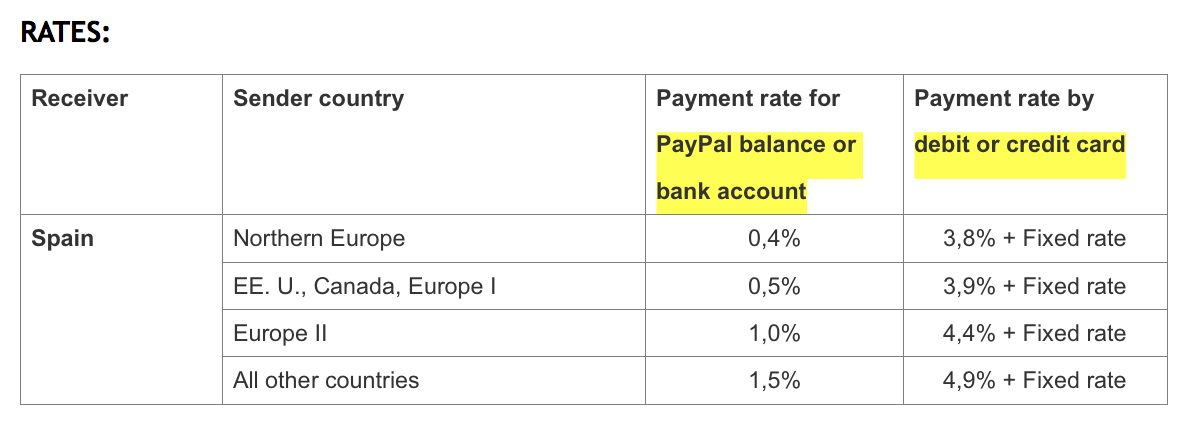 RATES:
Receiver Sender country Payment rate for Payment rate by
PayPal balance or debit or credit card
bank account
Spain Northern Europe 0,4% 3,8% + Fixed rate
EE. U., Canada, Europe I 0,5% 3,9% + Fixed rate
Europe II 1,0% 4,4% + Fixed rate
All other countries 1,5% 4,9% + Fixed rate